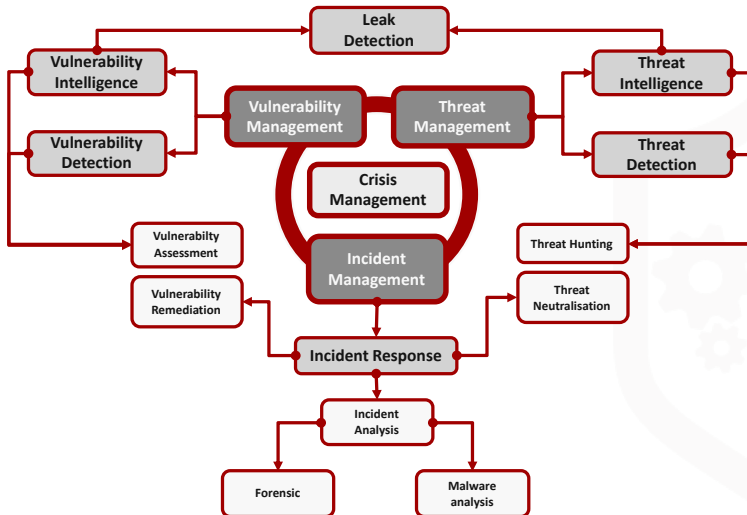 Leak
Detection
Vulnerability
Intelligence
Threat
Intelligence
Vulnerability
Management
Threat
Management
Vulnerability
Detection
Threat
Detection
Crisis
Management
Vulnerabilty
Assessment
Incident
Management
Threat Hunting
Vulnerability
Remediation
Threat
Neutralisation
Incident Response
Incident
Analysis
Forensic
Malware
analysis